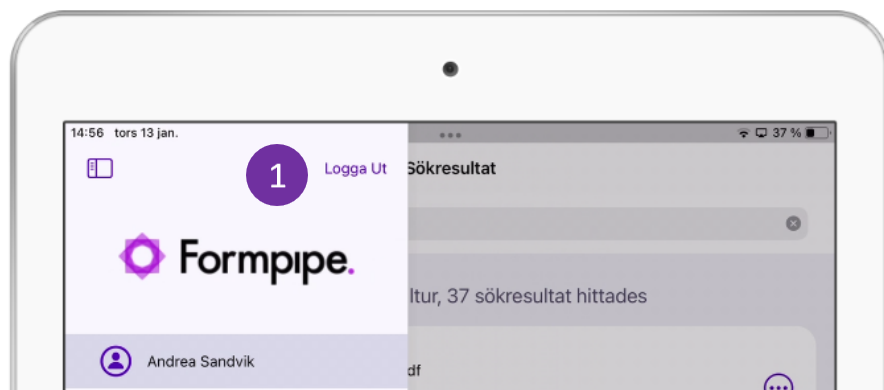 14:56 tors 13 jan.
37 %
1
Logga Ut
Sökresultat
Formpipe.
ltur, 37 sökresultat hittades
Andrea Sandvik
df